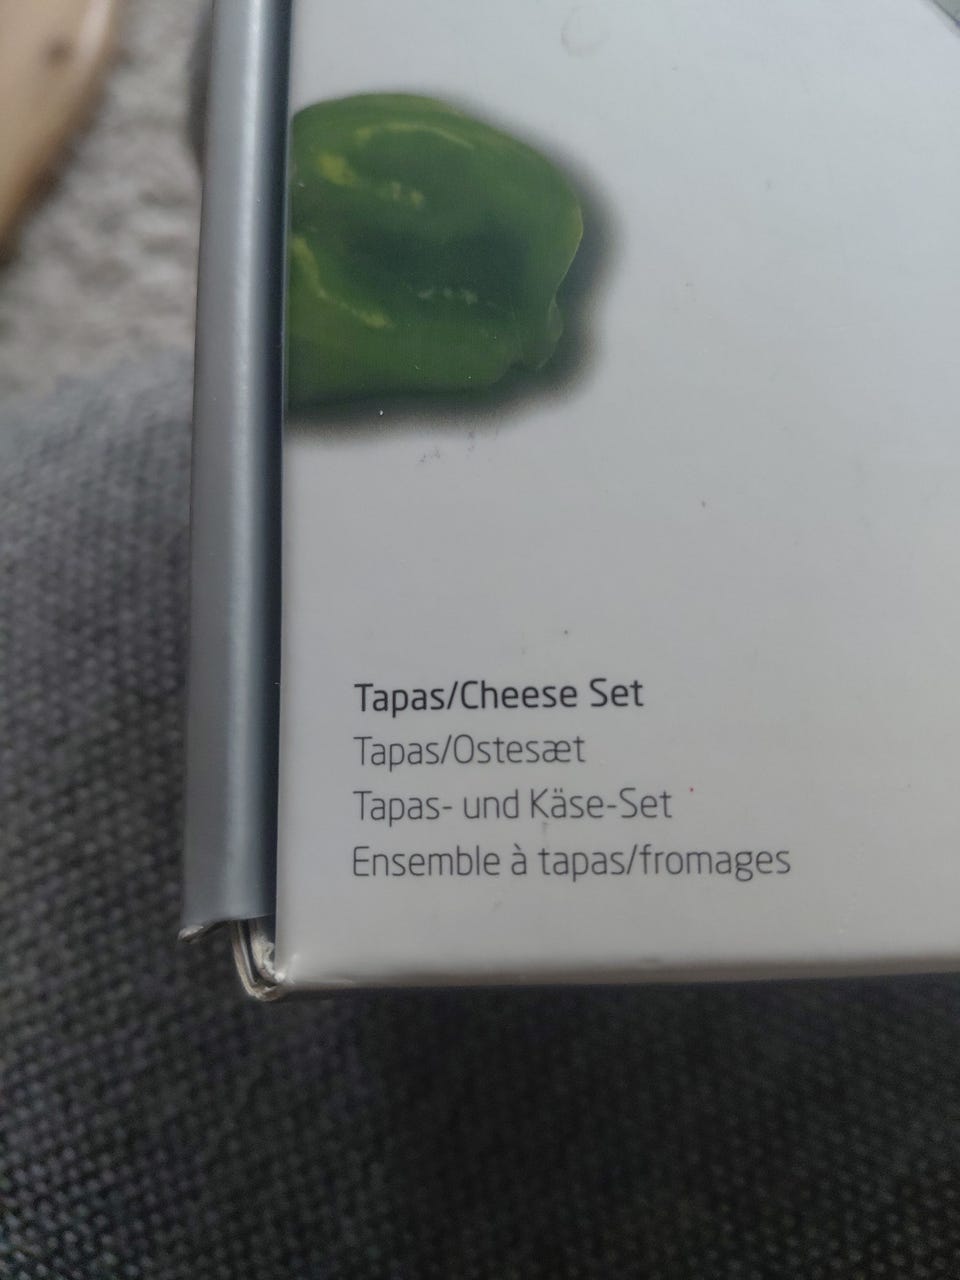 Tapas/Cheese Set
Tapas/Ostesæt
Tapas- und Käse-Set
Ensemble à tapas/fromages